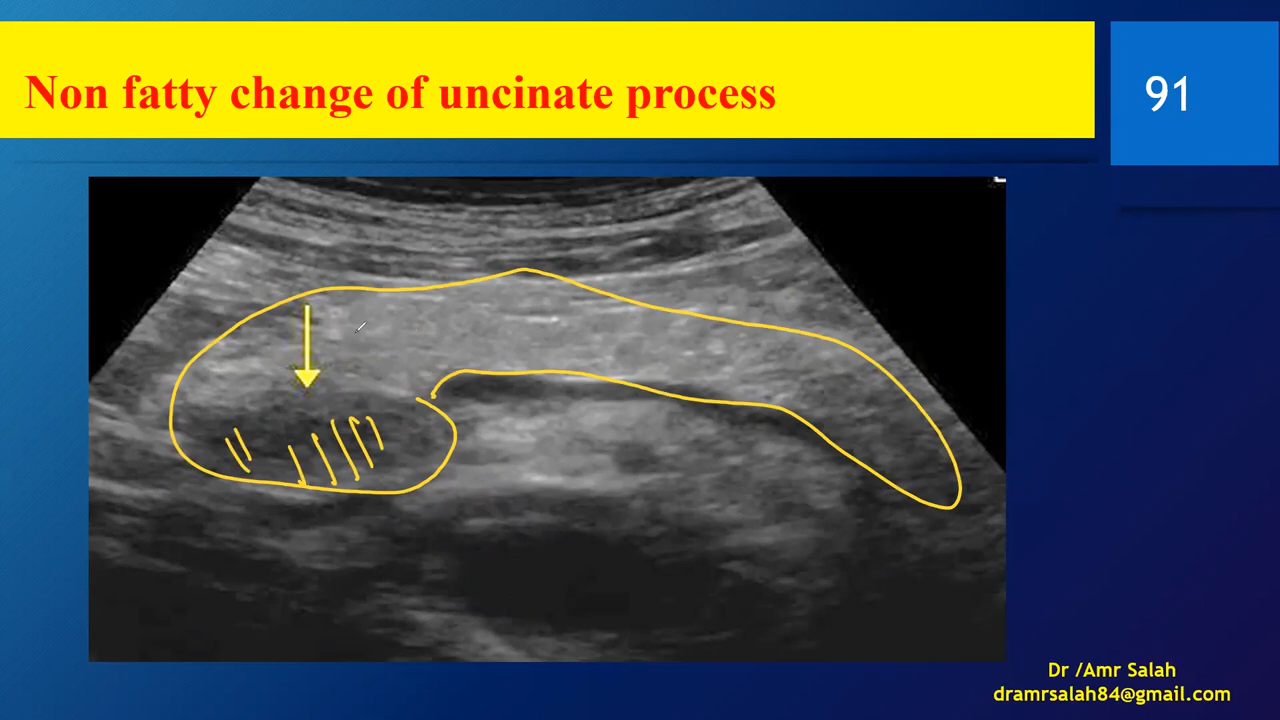 Non fatty change of uncinate process
91
Dr /Amr Salah
dramrsalah84@gmail.com